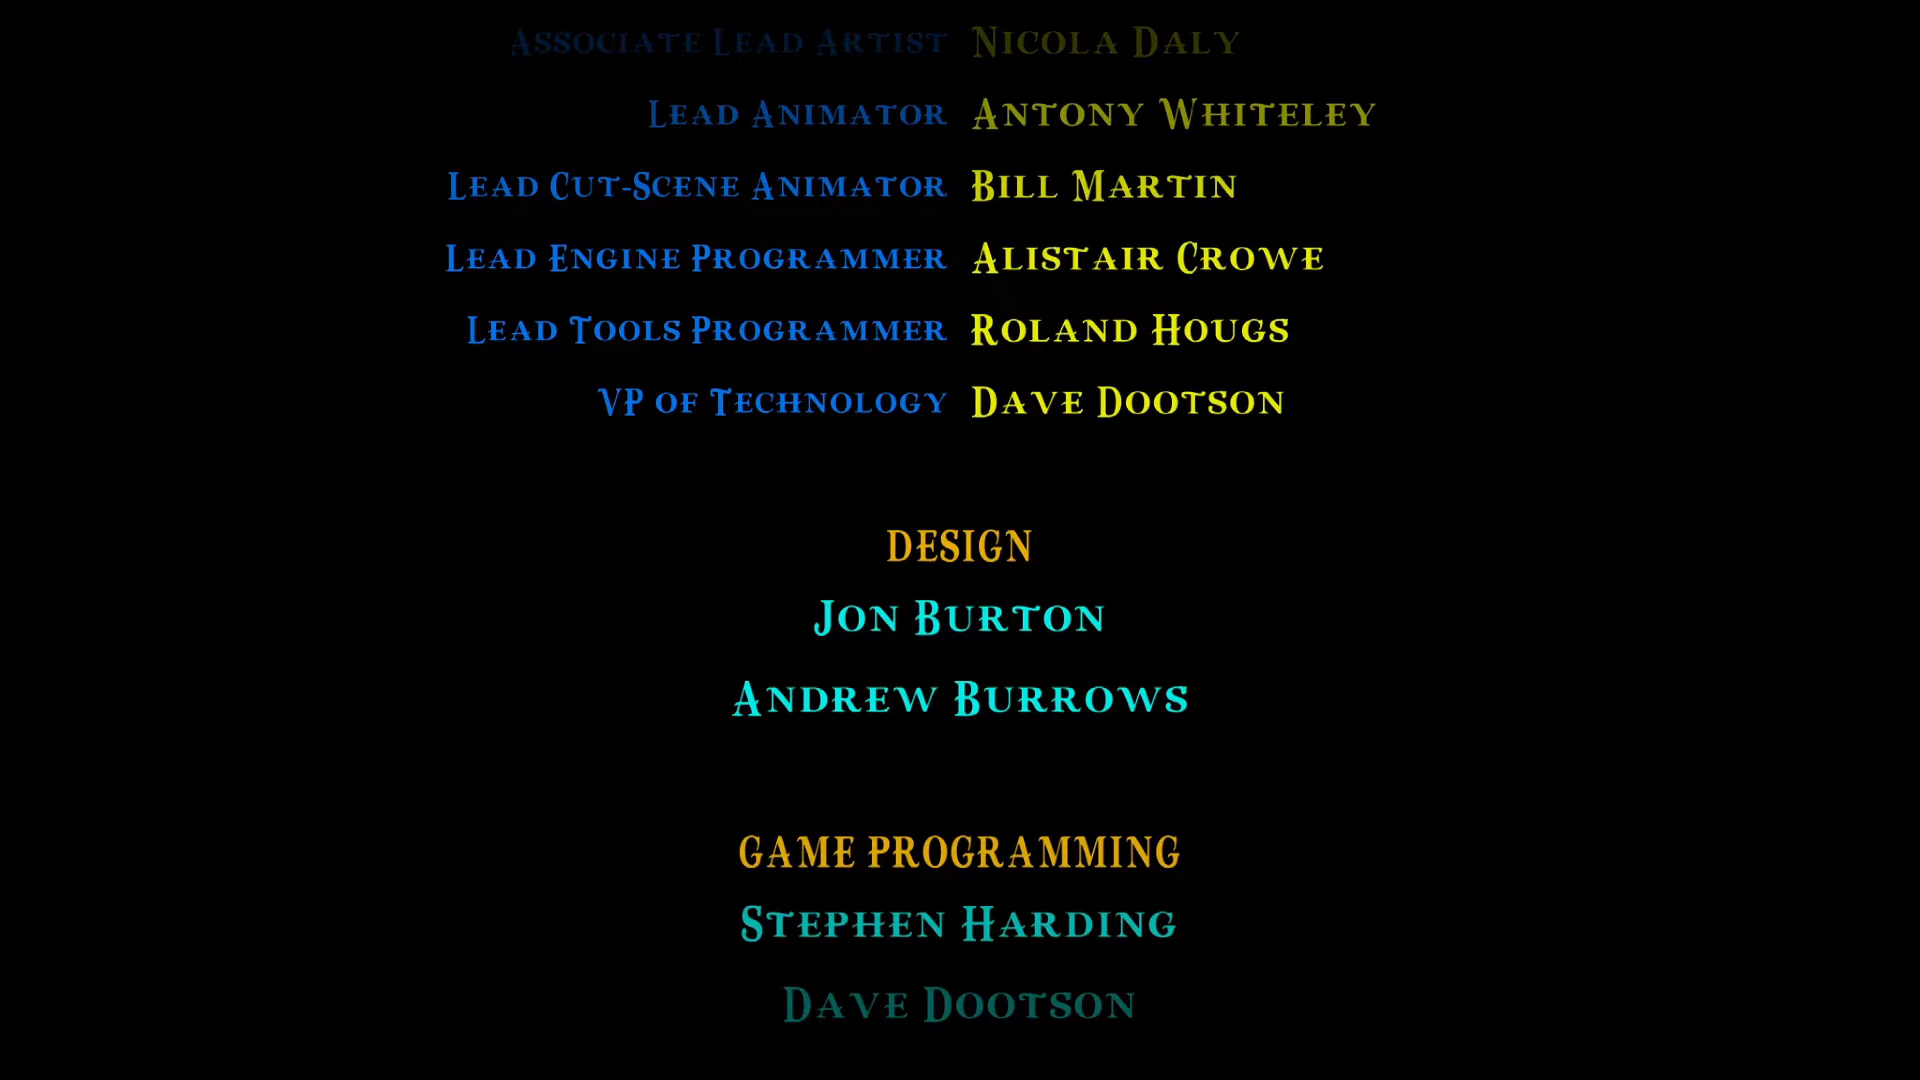 Associate Lead Artist Nicola Daly
Lead Animator Antony Whiteley
Lead Cut-Scene Animator Bill Martin
Lead Engine Programmer Alistair Crowe
Lead Tools Programmer Roland Hougs
VP of Technology Dave Dootson
DESIGN
Jon Burton
Andrew Burrows
GAME PROGRAMMING
Stephen Harding
Dave Dootson